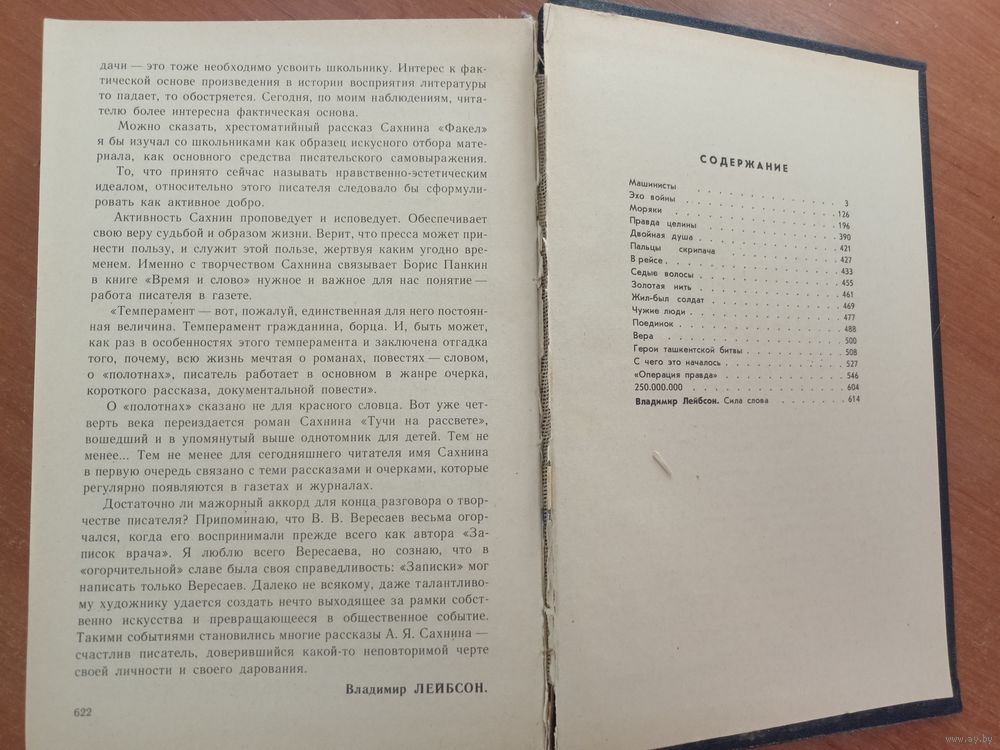 дачи — это тоже необходимо усвоить школьнику. Интерес к фак-
тической основе произведения в истории восприятия литературы
то падает, то обостряется. Сегодня, по моим наблюдениям, чита-
телю более интересна фактическая основа.
Можно сказать, хрестоматийный рассказ Сахнина «Факел»
я бы изучал со школьниками как образец искусного отбора мате-
риала, как основного средства писательского самовыражения.
То, что принято сейчас называть нравственно-эстетическим
идеалом, относительно этого писателя следовало бы сформули-
ровать как активное добро.
Активность Сахнин проповедует и исповедует. Обеспечивает
свою веру судьбой и образом жизни. Верит, что пресса может при-
нести пользу, и служит этой пользе, жертвуя каким угодно вре-
менем. Именно с творчеством Сахнина связывает Борис Панкин
в книге «Время и слово» нужное и важное для нас понятие —
работа писателя в газете.
«Темперамент — вот, пожалуй, единственная для него постоян-
ная величина. Темперамент гражданина, борца. И, быть может,
как раз в особенностях этого темперамента и заключена отгадка
того, почему, всю жизнь мечтая о романах, повестях — словом,
о «полотнах», писатель работает в основном в жанре очерка,
короткого рассказа, документальной повести».
О «полотнах» сказано не для красного словца. Вот уже чет-
верть века переиздается роман Сахнина «Тучи на рассвете»,
вошедший и в упомянутый выше однотомник для детей. Тем не
менее... Тем не менее для сегодняшнего читателя имя Сахнина
в первую очередь связано с теми рассказами и очерками, которые
регулярно появляются в газетах и журналах.
Достаточно ли мажорный аккорд для конца разговора о твор-
честве писателя? Припоминаю, что В. В. Вересаев весьма огор-
чался, когда его воспринимали прежде всего как автора «За-
писок врача». Я люблю всего Вересаева, но сознаю, что в
«огорчительной» славе была своя справедливость: «Записки» мог
написать только Вересаев. Далеко не всякому, даже талантливо-
му художнику удается создать нечто выходящее за рамки собст-
венно искусства и превращающееся в общественное событие.
Такими событиями становились многие рассказы А. Я. Сахнина —
счастлив писатель, доверившийся какой-то неповторимой черте
своей личности и своего дарования.
Владимир ЛЕЙБСОН.
622
СОДЕРЖАНИЕ
Машинисты . . . . . . . . . . 3
Эхо войны . . . . . . . . . . 126
Моряки . . . . . . . . . . 196
Правда целины . . . . . . . . . . 390
Двойная душа . . . . . . . . . . 421
Пальцы скрипача . . . . . . . . . . 427
В рейсе . . . . . . . . . . 433
Седые волосы . . . . . . . . . . 455
Золотая нить . . . . . . . . . . 461
Жил-был солдат . . . . . . . . . . 469
Чужие люди . . . . . . . . . . 477
Поединок . . . . . . . . . . 488
Вера . . . . . . . . . . 500
Герои ташкентской битвы . . . . . . . . . . 508
С чего это началось . . . . . . . . . . 527
«Операция правда» . . . . . . . . . . 546
250.000.000 . . . . . . . . . . 604
Владимир Лейбсон. Сила слова . . . . . . . 614
www.ay.by